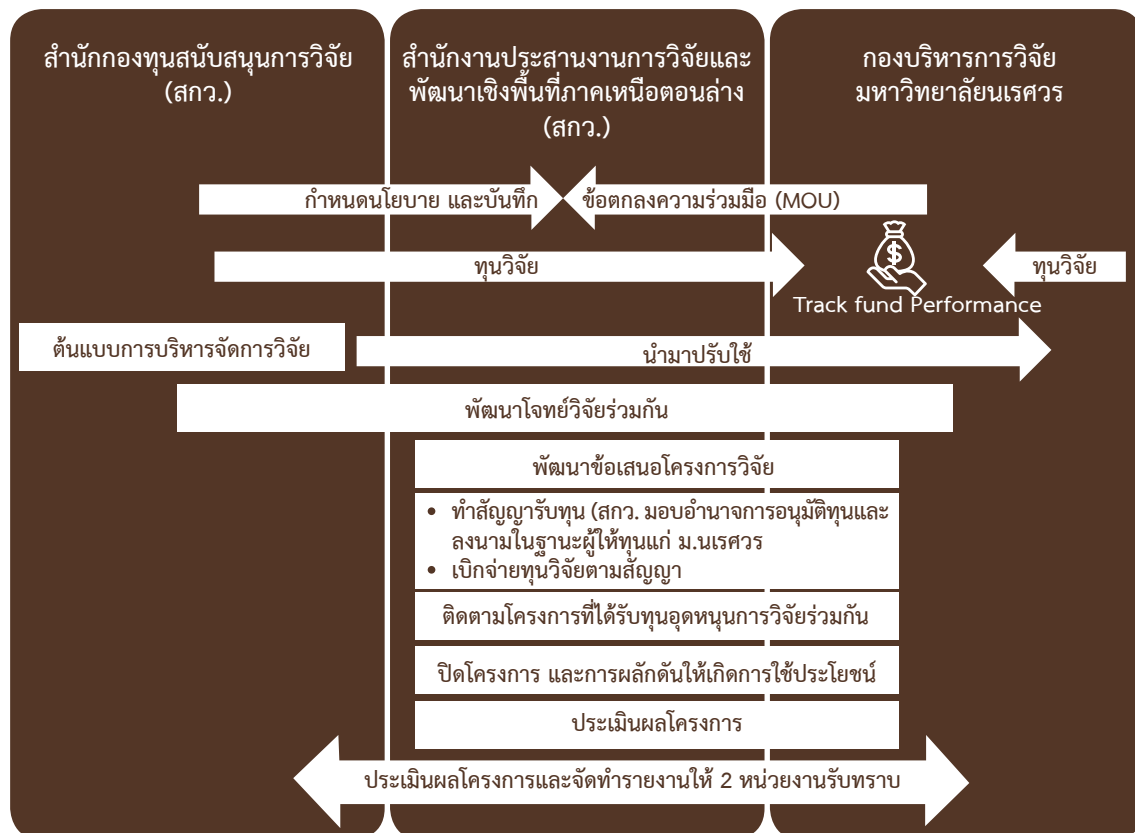 สำนักกองทุนสนับสนุนการวิจัย
(สกว.)
สำนักงานประสานงานการวิจัยและ
พัฒนาเชิงพื้นที่ภาคเหนือตอนล่าง
(สกว.)
กองบริหารการวิจัย
มหาวิทยาลัยนเรศวร
กำหนดนโยบาย และบันทึก
ข้อตกลงความร่วมมือ (MOU)
ทุนวิจัย
$
ทุนวิจัย
Track fund Performance
ต้นแบบการบริหารจัดการวิจัย
นำมาปรับใช้
พัฒนาโจทย์วิจัยร่วมกัน
พัฒนาข้อเสนอโครงการวิจัย
• ทำสัญญารับทุน (สกว. มอบอำนาจการอนุมัติทุนและ
ลงนามในฐานะผู้ให้ทุนแก่ ม.นเรศวร
• เบิกจ่ายทุนวิจัยตามสัญญา
ติดตามโครงการที่ได้รับทุนอุดหนุนการวิจัยร่วมกัน
ปิดโครงการ และการผลักดันให้เกิดการใช้ประโยชน์
ประเมินผลโครงการ
ประเมินผลโครงการและจัดทำรายงานให้ 2 หน่วยงานรับทราบ